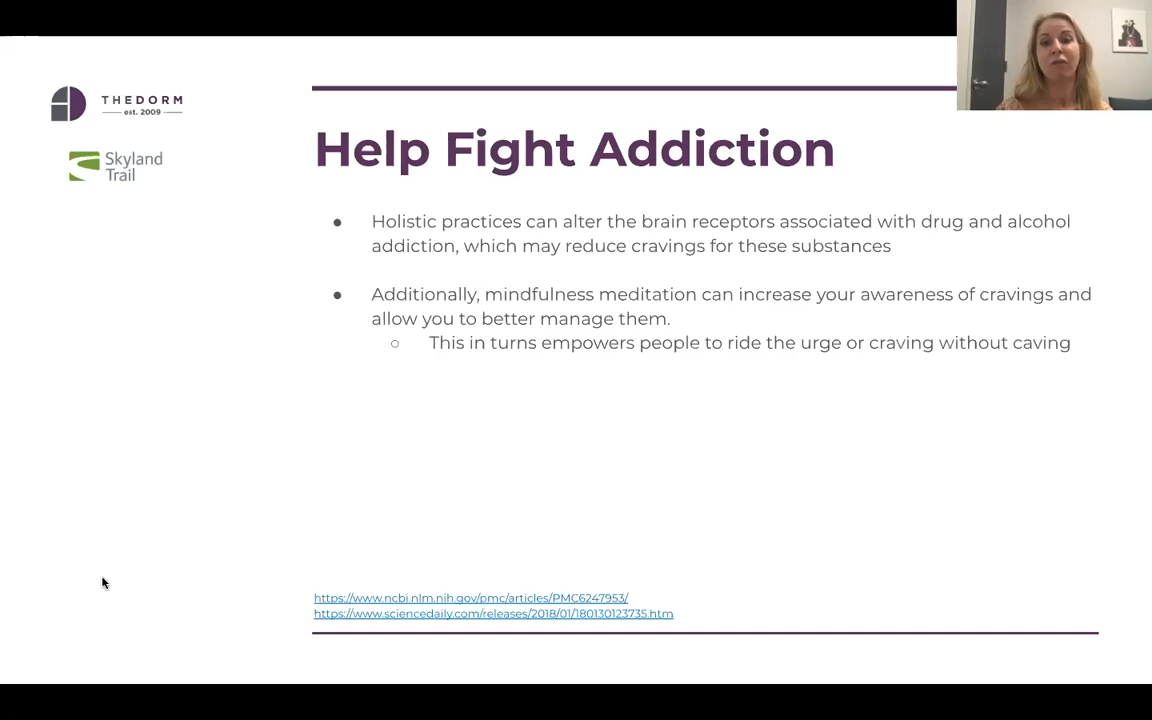 THEDORM
est. 2009
Skyland
Trail
Help Fight Addiction
● Holistic practices can alter the brain receptors associated with drug and alcohol
addiction, which may reduce cravings for these substances
● Additionally, mindfulness meditation can increase your awareness of cravings and
allow you to better manage them.
○ This in turns empowers people to ride the urge or craving without caving
https://www.ncbi.nlm.nih.gov/pmc/articles/PMC6247953/
https://www.sciencedaily.com/releases/2018/01/180130123735.htm